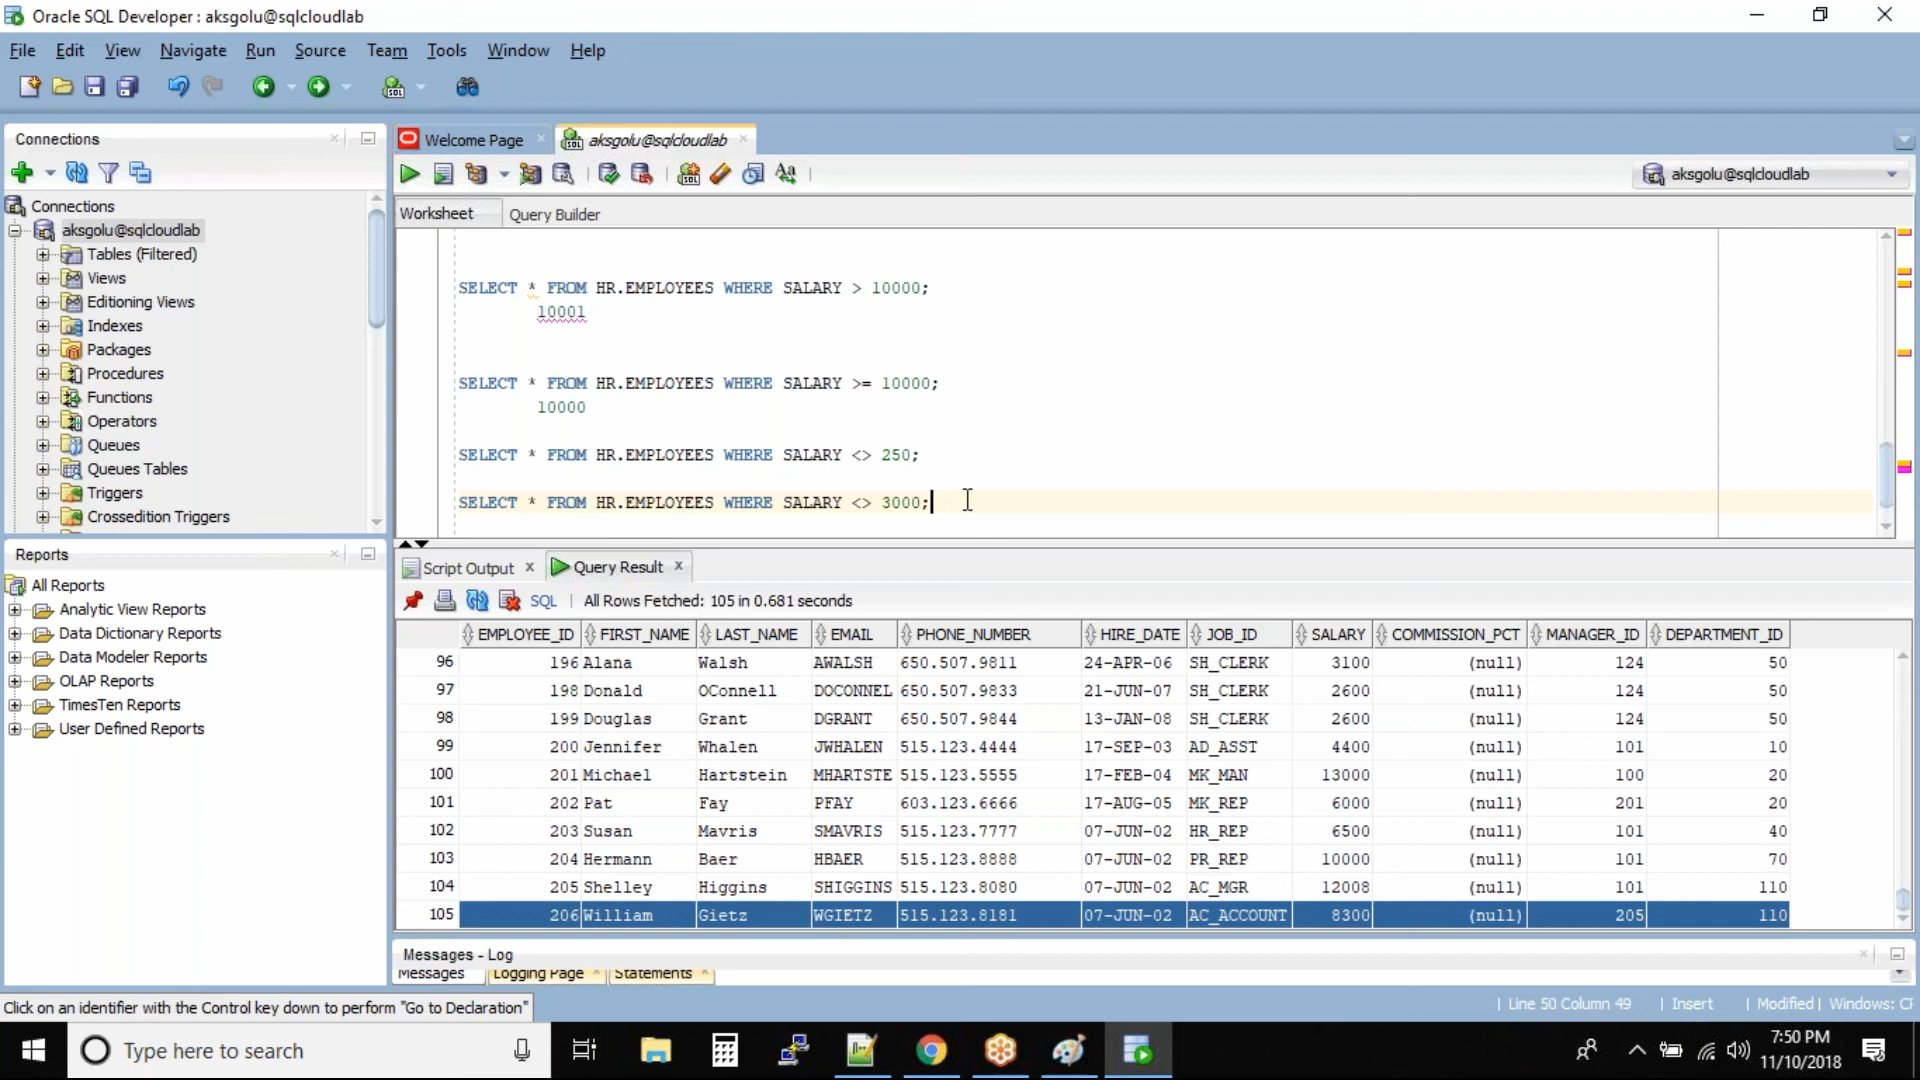 Oracle SQL Developer : aksgolu@sqlcloudlab
File Edit View Navigate Run Source Team Tools Window Help
Connections
Welcome Page
aksgolu@sqlcloudlab
aksgolu@sqlcloudlab
Connections
aksgolu@sqlcloudlab
Tables (Filtered)
Views
Editioning Views
Indexes
Packages
Procedures
Functions
Operators
Queues
Queues Tables
Triggers
Crossedition Triggers
Worksheet Query Builder
SELECT * FROM HR.EMPLOYEES WHERE SALARY > 10000;
10001
SELECT * FROM HR.EMPLOYEES WHERE SALARY >= 10000;
10000
SELECT * FROM HR.EMPLOYEES WHERE SALARY <> 250;
SELECT * FROM HR.EMPLOYEES WHERE SALARY <> 3000;
Reports
All Reports
Analytic View Reports
Data Dictionary Reports
Data Modeler Reports
OLAP Reports
TimesTen Reports
User Defined Reports
Script Output x Query Result x
SQL | All Rows Fetched: 105 in 0.681 seconds
EMPLOYEE_ID FIRST_NAME LAST_NAME EMAIL PHONE_NUMBER HIRE_DATE JOB_ID SALARY COMMISSION_PCT MANAGER_ID DEPARTMENT_ID
96 196 Alana Walsh AWALSH 650.507.9811 24-APR-06 SH_CLERK 3100 (null) 124 50
97 198 Donald OConnell DOCONNEL 650.507.9833 21-JUN-07 SH_CLERK 2600 (null) 124 50
98 199 Douglas Grant DGRANT 650.507.9844 13-JAN-08 SH_CLERK 2600 (null) 124 50
99 200 Jennifer Whalen JWHALEN 515.123.4444 17-SEP-03 AD_ASST 4400 (null) 101 10
100 201 Michael Hartstein MHARTSTE 515.123.5555 17-FEB-04 MK_MAN 13000 (null) 100 20
101 202 Pat Fay PFAY 603.123.6666 17-AUG-05 MK_REP 6000 (null) 201 20
102 203 Susan Mavris SMAVRIS 515.123.7777 07-JUN-02 HR_REP 6500 (null) 101 40
103 204 Hermann Baer HBAER 515.123.8888 07-JUN-02 PR_REP 10000 (null) 101 70
104 205 Shelley Higgins SHIGGINS 515.123.8080 07-JUN-02 AC_MGR 12008 (null) 101 110
105 206 William Gietz WGIETZ 515.123.8181 07-JUN-02 AC_ACCOUNT 8300 (null) 205 110
Messages - Log
Messages Logging Page Statements
Click on an identifier with the Control key down to perform "Go to Declaration"
| Line 50 Column 49 | Insert | Modified | Windows: CF
Type here to search
7:50 PM
11/10/2018